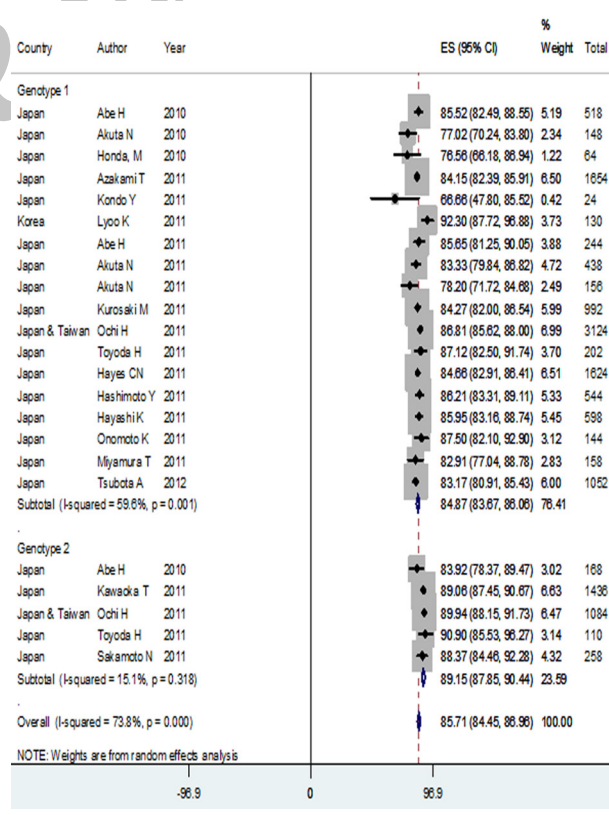 %
Country Author Year ES (95% CI) Weight Total
Genotype 1
Japan Abe H 2010 85.52 (82.49, 88.55) 5.19 518
Japan Akuta N 2010 77.02 (70.24, 83.80) 2.34 148
Japan Honda, M 2010 76.56 (66.18, 86.94) 1.22 64
Japan Azakami T 2011 84.15 (82.39, 85.91) 6.50 1654
Japan Kondo Y 2011 66.66 (47.80, 85.52) 0.42 24
Korea Lyoo K 2011 92.30 (87.72, 96.88) 3.73 130
Japan Abe H 2011 85.65 (81.25, 90.05) 3.88 244
Japan Akuta N 2011 83.33 (79.84, 86.82) 4.72 438
Japan Akuta N 2011 78.20 (71.72, 84.68) 2.49 156
Japan Kurosaki M 2011 84.27 (82.00, 86.54) 5.99 992
Japan & Taiwan Ochi H 2011 86.81 (85.62, 88.00) 6.99 3124
Japan Toyoda H 2011 87.12 (82.50, 91.74) 3.70 202
Japan Hayes CN 2011 84.66 (82.91, 86.41) 6.51 1624
Japan Hashimoto Y 2011 86.21 (83.31, 89.11) 5.33 544
Japan Hayashi K 2011 85.95 (83.16, 88.74) 5.45 598
Japan Onomoto K 2011 87.50 (82.10, 92.90) 3.12 144
Japan Miyamura T 2011 82.91 (77.04, 88.78) 2.83 158
Japan Tsubota A 2012 83.17 (80.91, 85.43) 6.00 1052
Subtotal (I-squared = 59.6%, p = 0.001) 84.87 (83.67, 86.06) 76.41
.
Genotype 2
Japan Abe H 2010 83.92 (78.37, 89.47) 3.02 168
Japan Kawaoka T 2011 89.06 (87.45, 90.67) 6.63 1436
Japan & Taiwan Ochi H 2011 89.94 (88.15, 91.73) 6.47 1084
Japan Toyoda H 2011 90.90 (85.53, 96.27) 3.14 110
Japan Sakamoto N 2011 88.37 (84.46, 92.28) 4.32 258
Subtotal (I-squared = 15.1%, p = 0.318) 89.15 (87.85, 90.44) 23.59
.
Overall (I-squared = 73.8%, p = 0.000) 85.71 (84.45, 86.96) 100.00
NOTE: Weights are from random effects analysis
-96.9 0 96.9